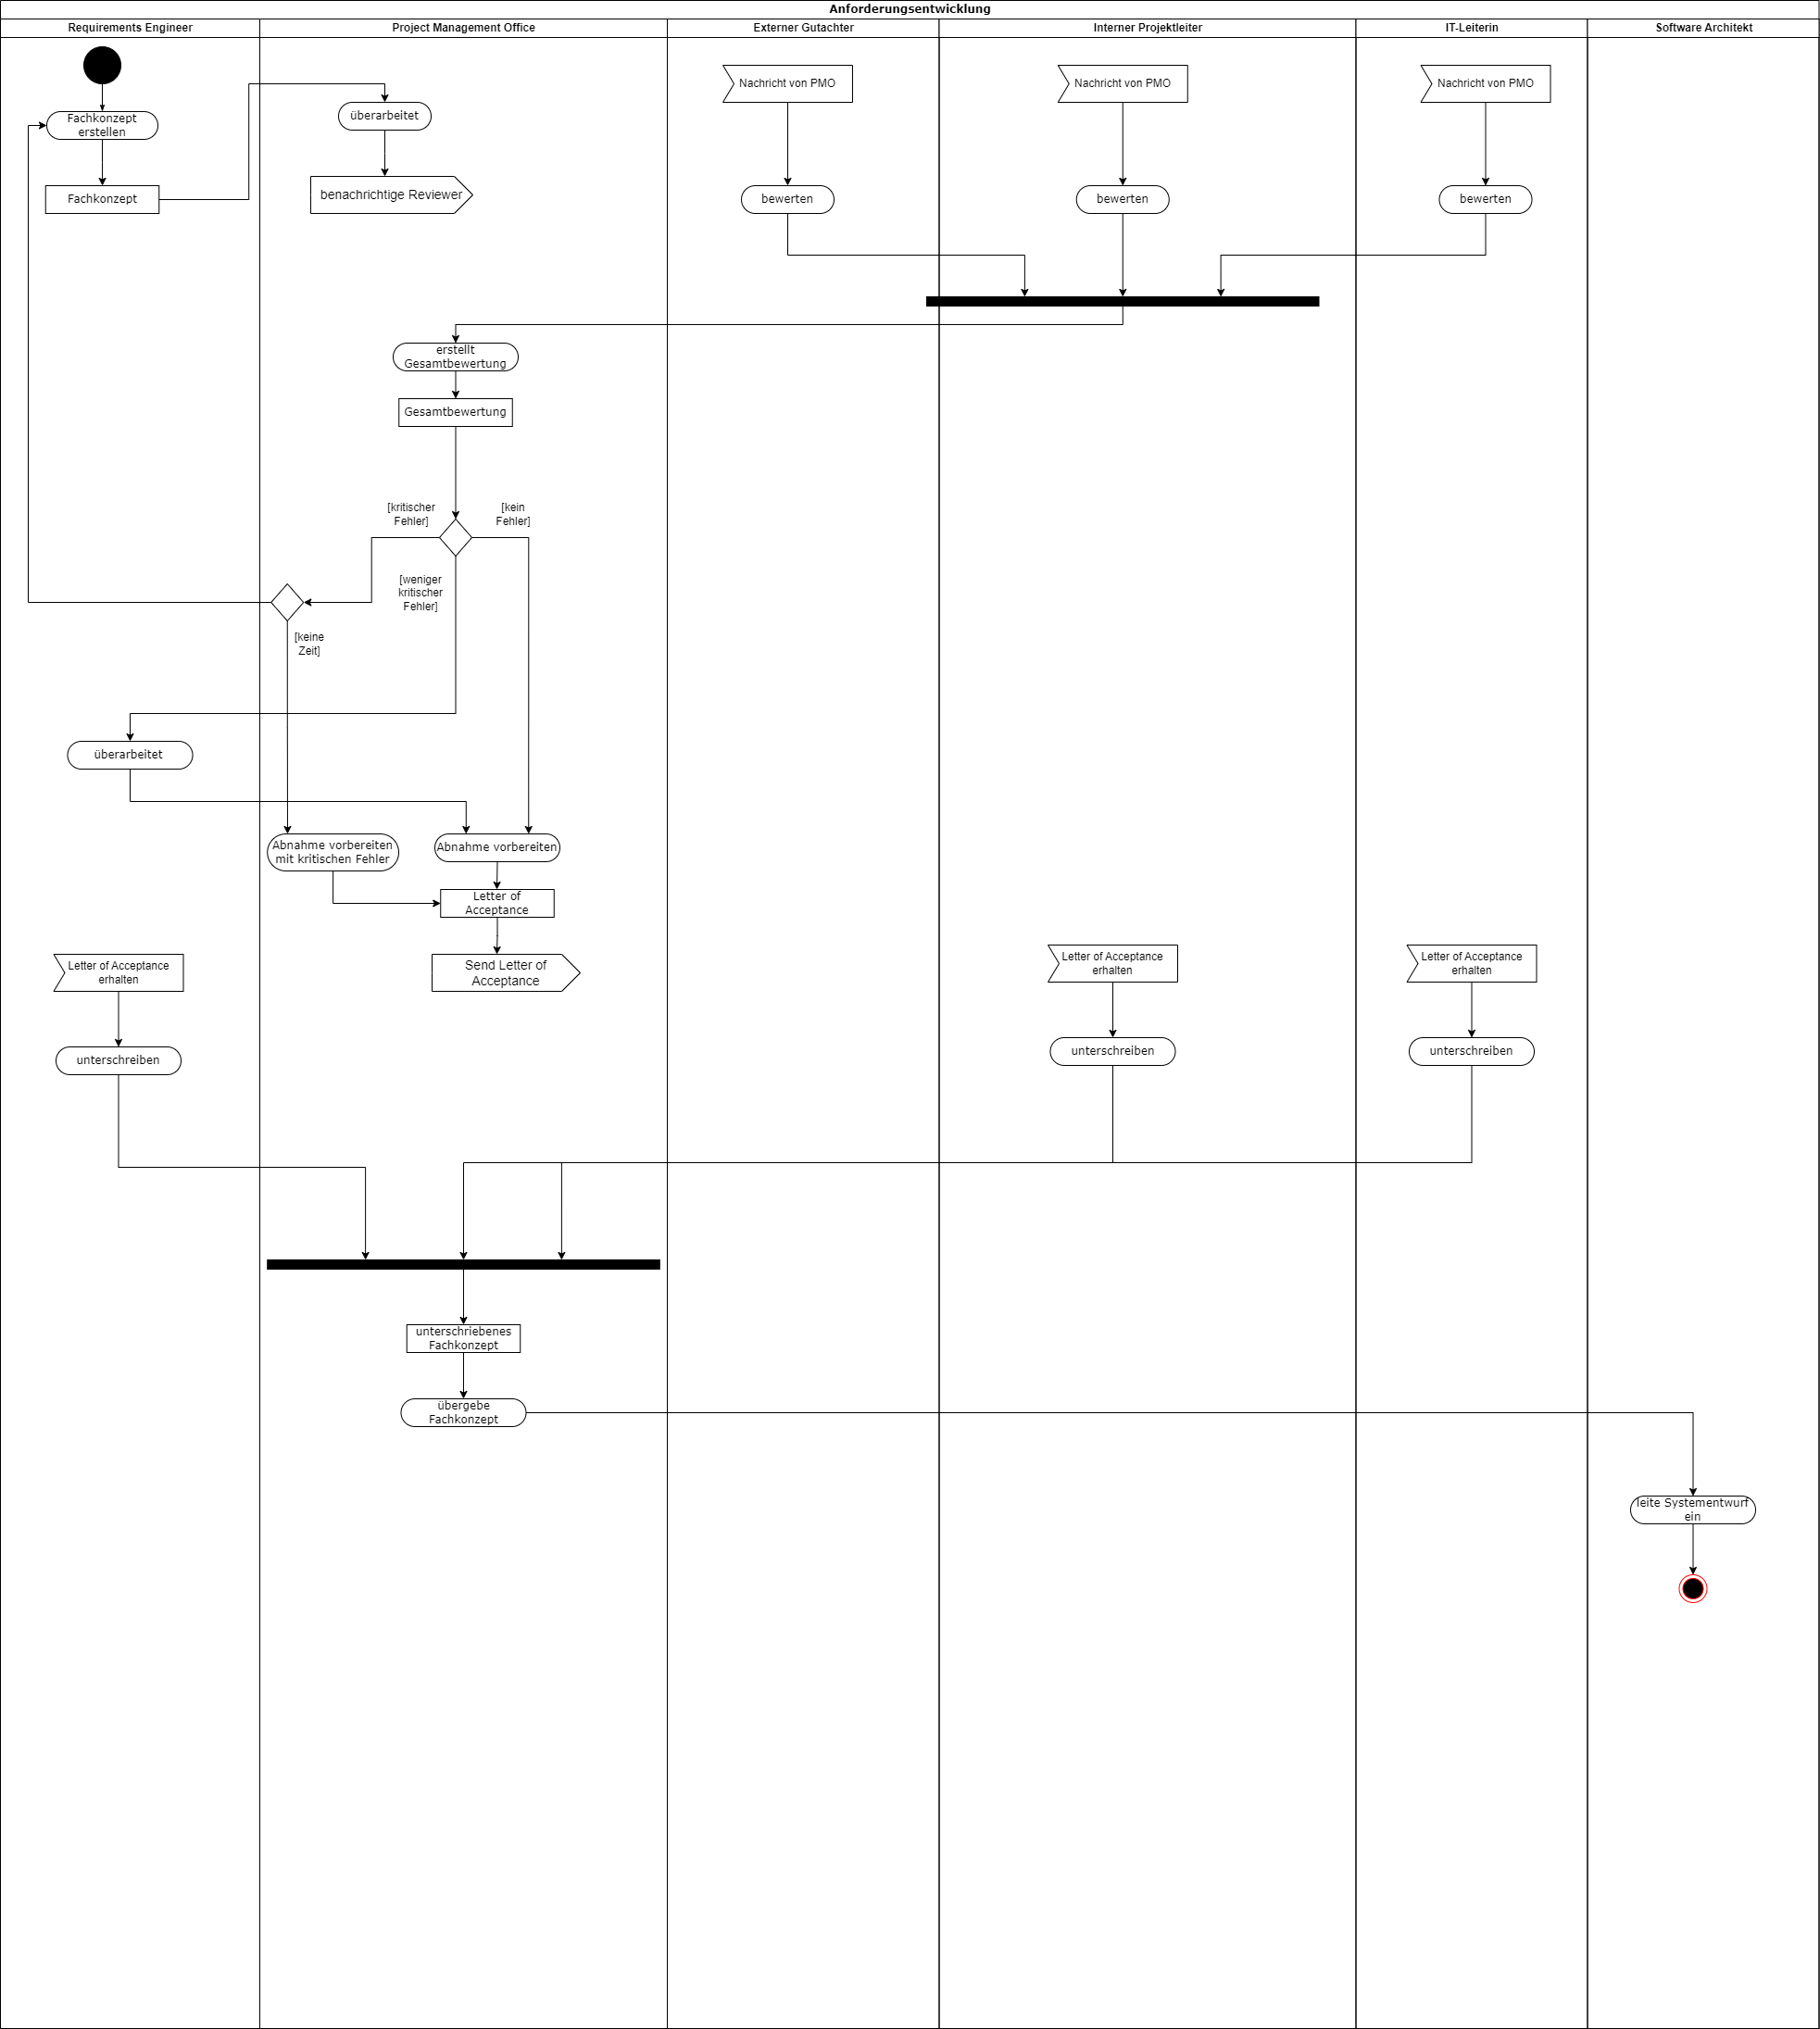 Anforderungsentwicklung
Requirements Engineer
Project Management Office
Externer Gutachter
Interner Projektleiter
IT-Leiterin
Software Architekt
Nachricht von PMO
Nachricht von PMO
Nachricht von PMO
Fachkonzept
erstellen
überarbeitet
Fachkonzept
benachrichtige Reviewer
bewerten
bewerten
bewerten
erstellt
Gesamtbewertung
Gesamtbewertung
[kritischer
Fehler]
[kein
Fehler]
[weniger
kritischer
Fehler]
[keine
Zeit]
überarbeitet
Abnahme vorbereiten
mit kritischen Fehler
Abnahme vorbereiten
Letter of
Acceptance
Letter of Acceptance
erhalten
Send Letter of
Acceptance
Letter of Acceptance
erhalten
Letter of Acceptance
erhalten
unterschreiben
unterschreiben
unterschreiben
unterschriebenes
Fachkonzept
übergebe
Fachkonzept
leite Systementwurf
ein